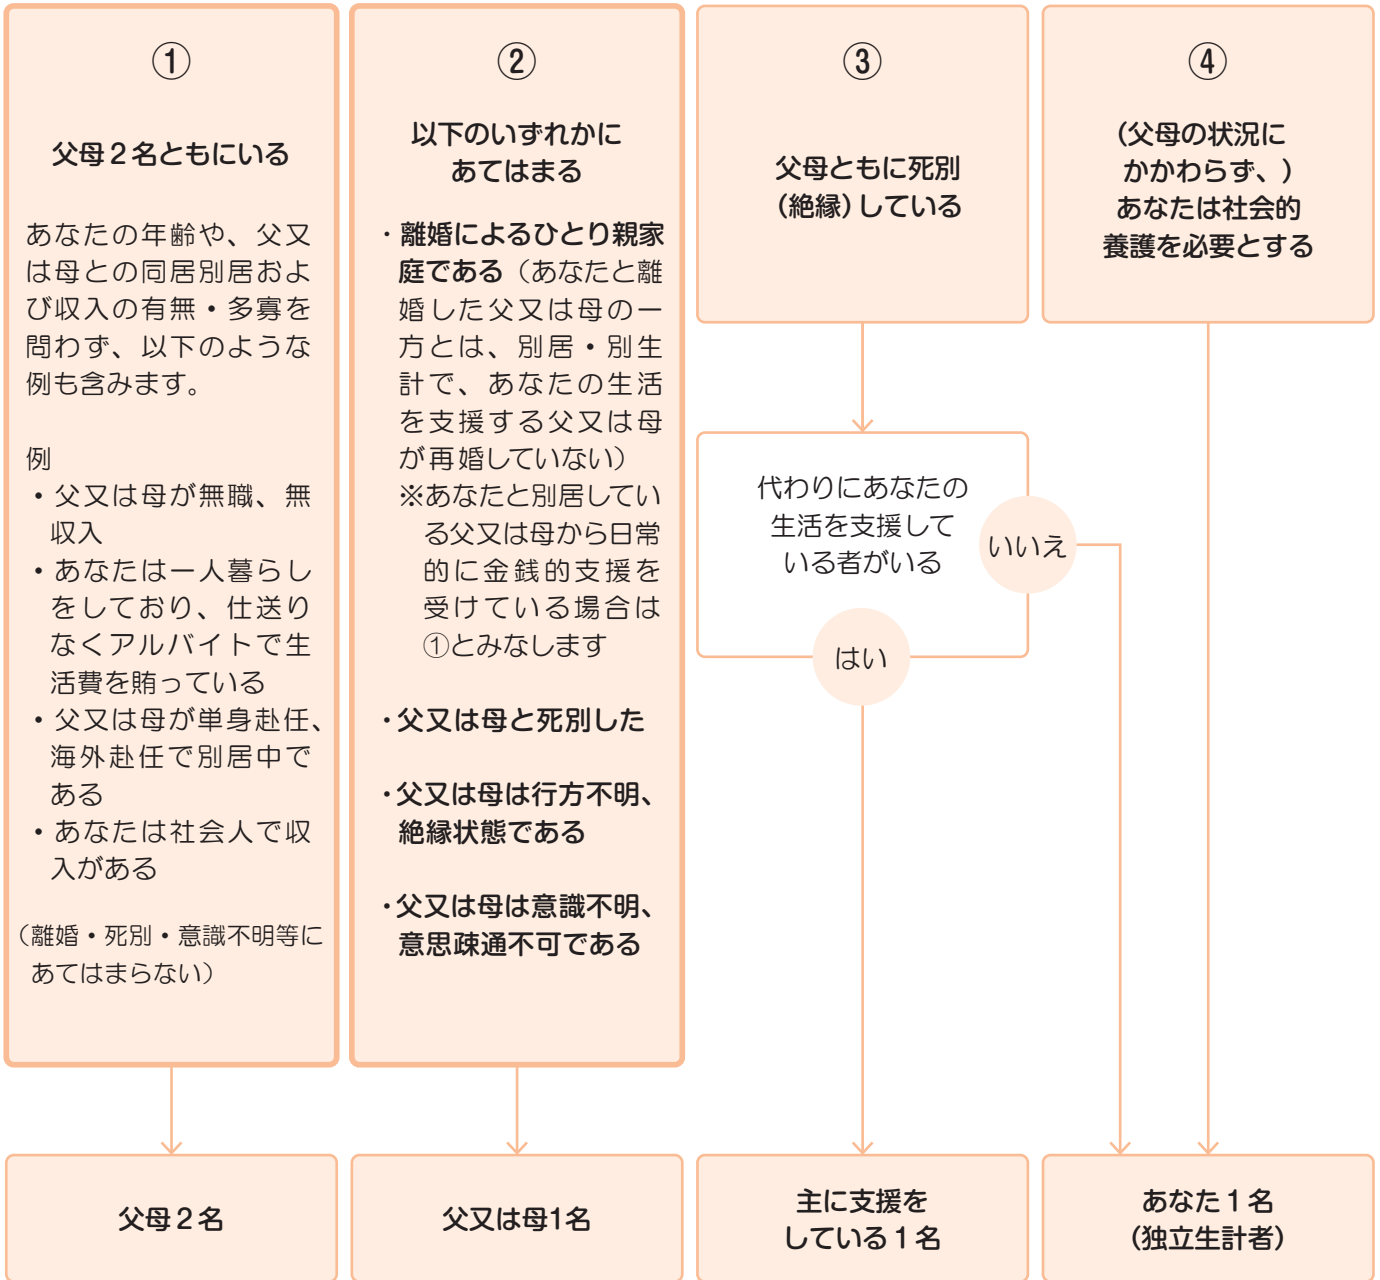 ①
父母２名ともにいる
あなたの年齢や、父又
は母との同居別居およ
び収入の有無・多寡を
問わず、以下のような
例も含みます。
例
・父又は母が無職、無
収入
・あなたは一人暮らし
をしており、仕送り
なくアルバイトで生
活費を賄っている
・父又は母が単身赴任、
海外赴任で別居中で
ある
・あなたは社会人で収
入がある
（離婚・死別・意識不明等に
あてはまらない）
父母２名
②
以下のいずれかに
あてはまる
・離婚によるひとり親家
庭である（あなたと離
婚した父又は母の一
方とは、別居・別生
計で、あなたの生活
を支援する父又は母
が再婚していない）
※あなたと別居してい
る父又は母から日常
的に金銭的支援を
受けている場合は
①とみなします
・父又は母と死別した
・父又は母は行方不明、
絶縁状態である
・父又は母は意識不明、
意思疎通不可である
父又は母1名
③
父母ともに死別
（絶縁）している
代わりにあなたの
生活を支援して
いる者がいる
いいえ
はい
主に支援を
している１名
④
（父母の状況に
かかわらず、）
あなたは社会的
養護を必要とする
あなた１名
（独立生計者）